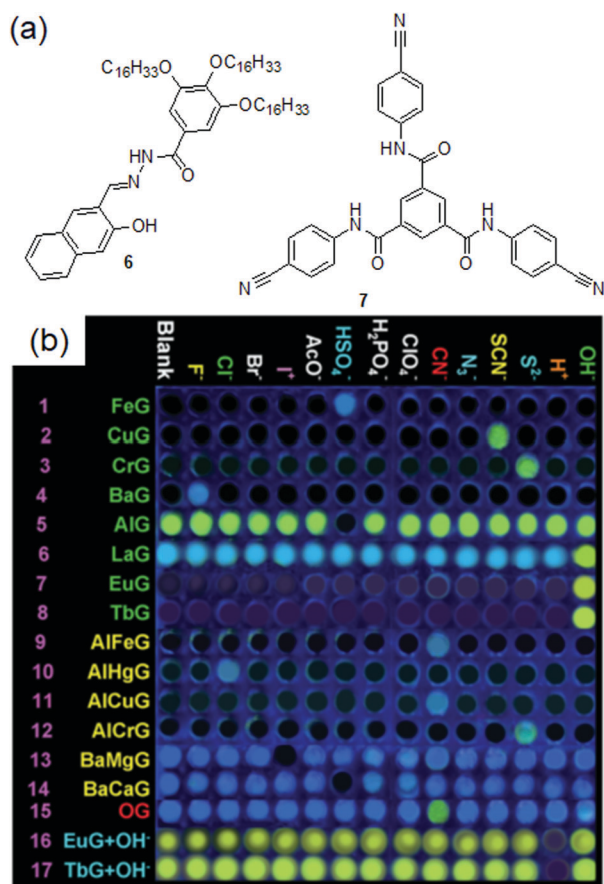 (a)
C16H33O OC16H33
OC16H33
HN
N
O
OH
6
N
HN
O
NH
O
O
HN
N
N
7
(b)
Blank F⁻ Cl⁻ Br⁻ I⁺ AcO⁻ HSO₄⁻ H₂PO₄⁻ ClO₄⁻ CN⁻ N₃⁻ SCN⁻ S²⁻ H⁺ OH⁻
1 FeG
2 CuG
3 CrG
4 BaG
5 AlG
6 LaG
7 EuG
8 TbG
9 AlFeG
10 AlHgG
11 AlCuG
12 AlCrG
13 BaMgG
14 BaCaG
15 OG
16 EuG+OH⁻
17 TbG+OH⁻